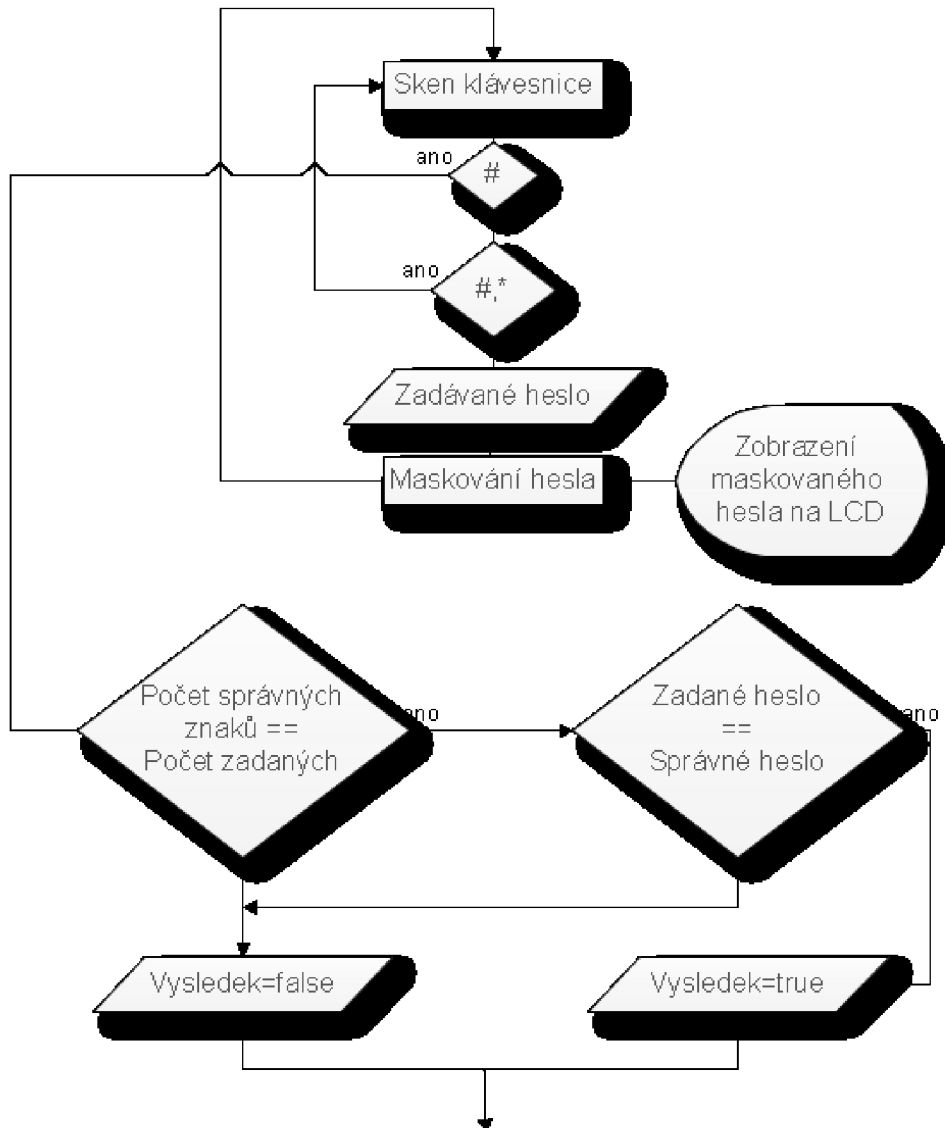 Sken klávesnice
ano
#
ano
#,*
Zadávané heslo
Maskování hesla
Zobrazení
maskovaného
hesla na LCD
Počet správných
znaků ==
Počet zadaných
ano
Zadané heslo
==
Správné heslo
ano
Vysledek=false
Vysledek=true